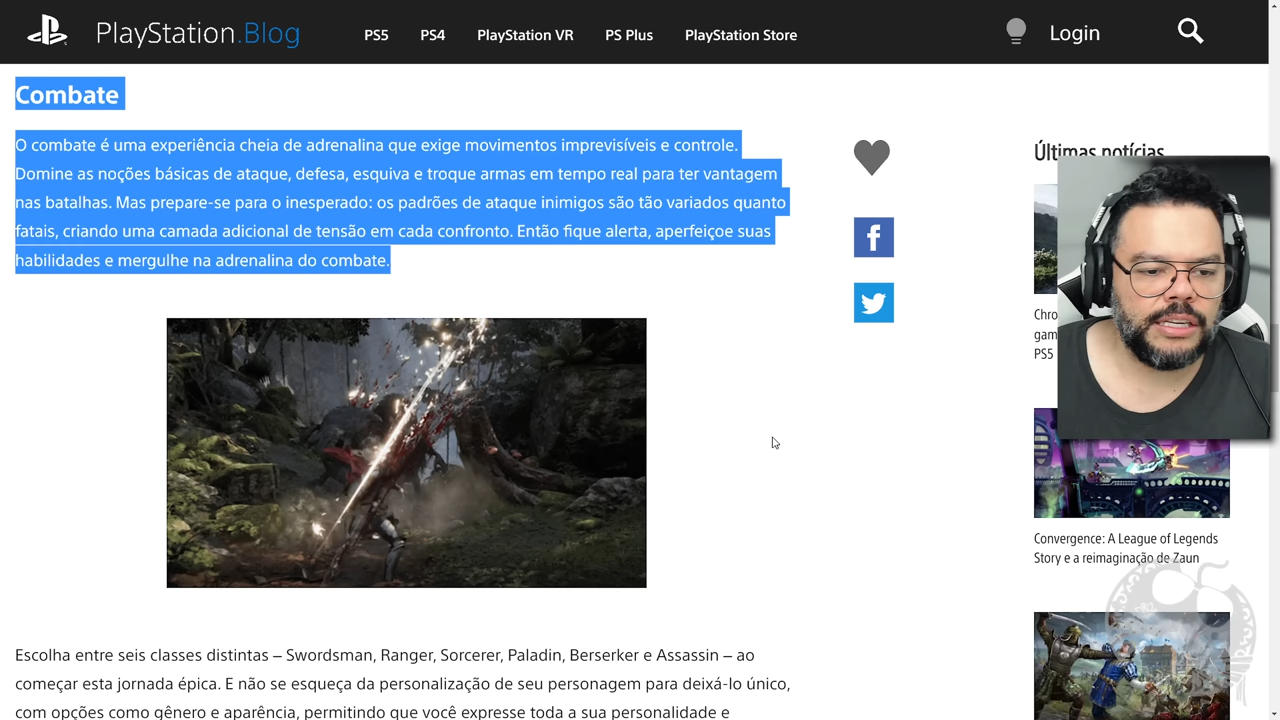 PlayStation.Blog
PS5
PS4
PlayStation VR
PS Plus
PlayStation Store
Login
Combate
O combate é uma experiência cheia de adrenalina que exige movimentos imprevisíveis e controle.
Domine as noções básicas de ataque, defesa, esquiva e troque armas em tempo real para ter vantagem
nas batalhas. Mas prepare-se para o inesperado: os padrões de ataque inimigos são tão variados quanto
fatais, criando uma camada adicional de tensão em cada confronto. Então fique alerta, aperfeiçoe suas
habilidades e mergulhe na adrenalina do combate.
Escolha entre seis classes distintas – Swordsman, Ranger, Sorcerer, Paladin, Berserker e Assassin – ao
começar esta jornada épica. E não se esqueça da personalização de seu personagem para deixá-lo único,
com opções como gênero e aparência, permitindo que você expresse toda a sua personalidade e
Últimas notícias
PS5
Convergence: A League of Legends
Story e a reimaginação de Zaun